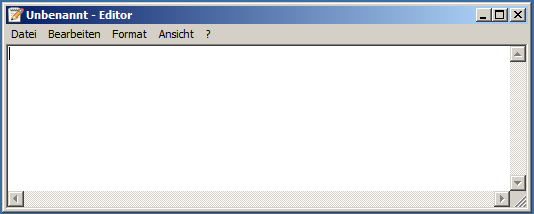 Unbenannt - Editor
Datei Bearbeiten Format Ansicht ?